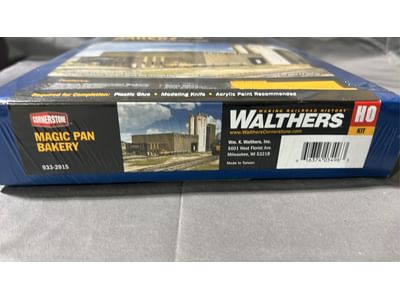 BAKERY
Required for Completion: Plastic Glue • Modeling Knife • Acrylic Paint Recommended
CORNERSTONE
MAGIC PAN
BAKERY
933-2915
MAKING RAILROAD HISTORY
WALTHERS
www.WalthersCornerstone.com
Wm. K. Walthers, Inc.
5601 West Florist Ave.
Milwaukee, WI 53218
Made in Taiwan
HO
KIT